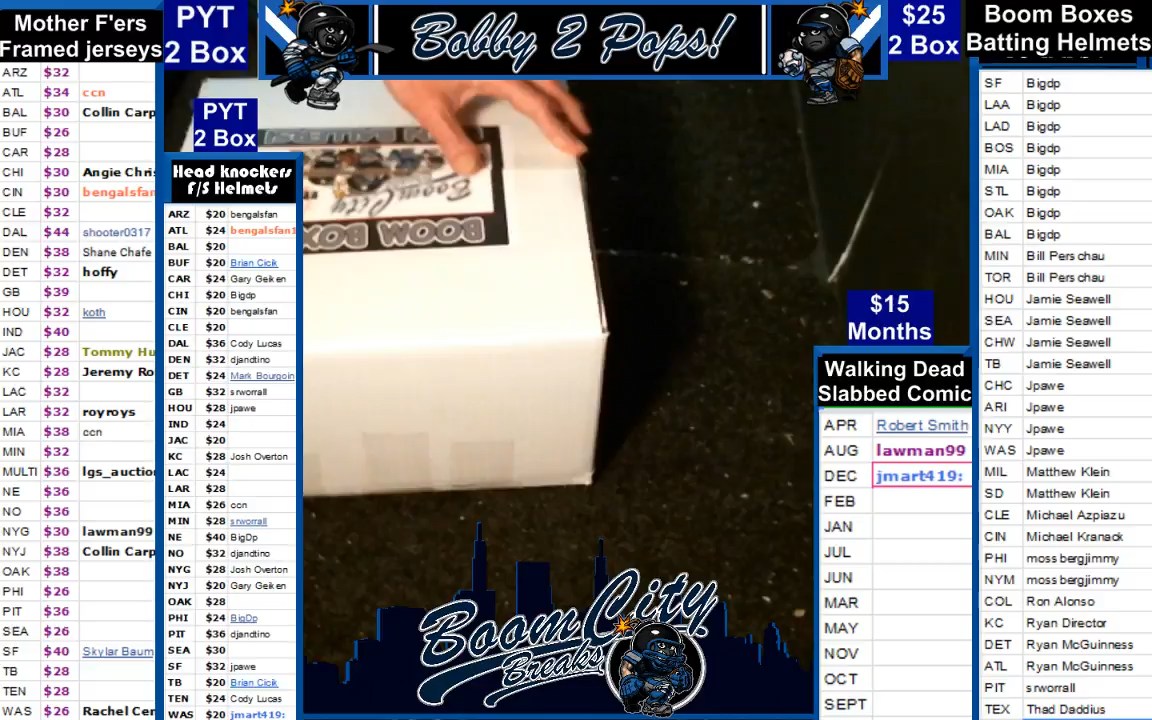 Mother F'ers
Framed jerseys
ARZ $32
ATL $34 ccn
BAL $30 Collin Carp
BUF $26
CAR $28
CHI $30 Angie Chris
CIN $30 bengalsfan
CLE $32
DAL $44 shooter0317
DEN $38 Shane Chafe
DET $32 hoffy
GB $39
HOU $32 koth
IND $40
JAC $28 Tommy Hu
KC $28 Jeremy Ro
LAC $32
LAR $32 royroys
MIA $38 ccn
MIN $32
MULTI $36 lgs_auctio
NE $36
NO $36
NYG $30 lawman99
NYJ $38 Collin Carp
OAK $38
PHI $26
PIT $36
SEA $26
SF $40 Skylar Baum
TB $28
TEN $28
WAS $26 Rachel Cer
PYT
2 Box
PYT
2 Box
Head knockers
F/S Helmets
ARZ $20 bengalsfan
ATL $24 bengalsfan1
BAL $20
BUF $20 Brian Cicik
CAR $24 Gary Geiken
CHI $20 Bigdp
CIN $20 bengalsfan
CLE $20
DAL $36 Cody Lucas
DEN $32 djandtino
DET $24 Mark Bourgoin
GB $32 srworrall
HOU $28 jpawe
IND $24
JAC $20
KC $28 Josh Overton
LAC $24
LAR $28
MIA $26 ccn
MIN $28 srworrall
NE $40 BigDp
NO $32 djandtino
NYG $28 Josh Overton
NYJ $20 Gary Geiken
OAK $28
PHI $24 BigDp
PIT $36 djandtino
SEA $30
SF $32 jpawe
TB $20 Brian Cicik
TEN $24 Cody Lucas
WAS $20 jmart419:
Bobby 2 Pops!
BoomCity
BOOM BOX
BoomCity
Breaks
$25
2 Box
$15
Months
Walking Dead
Slabbed Comic
APR Robert Smith
AUG lawman99
DEC jmart419:
FEB
JAN
JUL
JUN
MAR
MAY
NOV
OCT
SEPT
Boom Boxes
Batting Helmets
SF Bigdp
LAA Bigdp
LAD Bigdp
BOS Bigdp
MIA Bigdp
STL Bigdp
OAK Bigdp
BAL Bigdp
MIN Bill Perschau
TOR Bill Perschau
HOU Jamie Seawell
SEA Jamie Seawell
CHW Jamie Seawell
TB Jamie Seawell
CHC Jpawe
ARI Jpawe
NYY Jpawe
WAS Jpawe
MIL Matthew Klein
SD Matthew Klein
CLE Michael Azpiazu
CIN Michael Kranack
PHI moss bergjimmy
NYM moss bergjimmy
COL Ron Alonso
KC Ryan Director
DET Ryan McGuinness
ATL Ryan McGuinness
PIT srworrall
TEX Thad Daddius